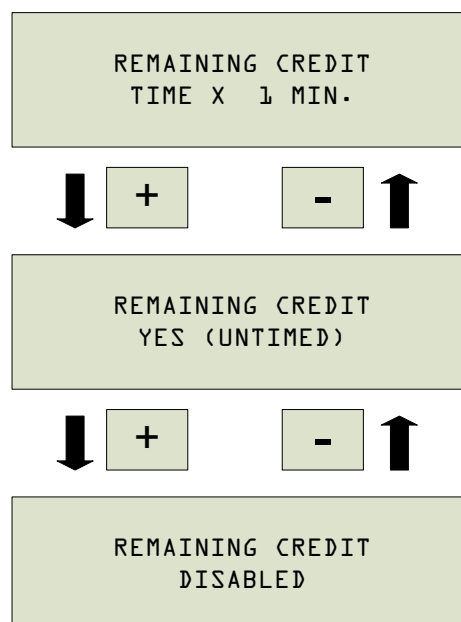 REMAINING CREDIT
TIME X 1 MIN.
+ -
REMAINING CREDIT
YES (UNTIMED)
+ -
REMAINING CREDIT
DISABLED